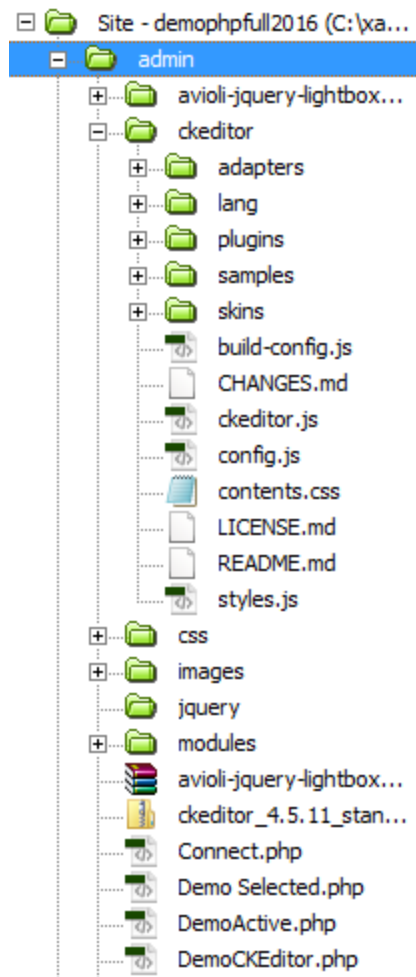 Site - demophpfull2016 (C:\xa...
admin
avioli-jquery-lightbox...
ckeditor
adapters
lang
plugins
samples
skins
build-config.js
CHANGES.md
ckeditor.js
config.js
contents.css
LICENSE.md
README.md
styles.js
css
images
jquery
modules
avioli-jquery-lightbox...
ckeditor_4.5.11_stan...
Connect.php
Demo Selected.php
DemoActive.php
DemoCKEditor.php